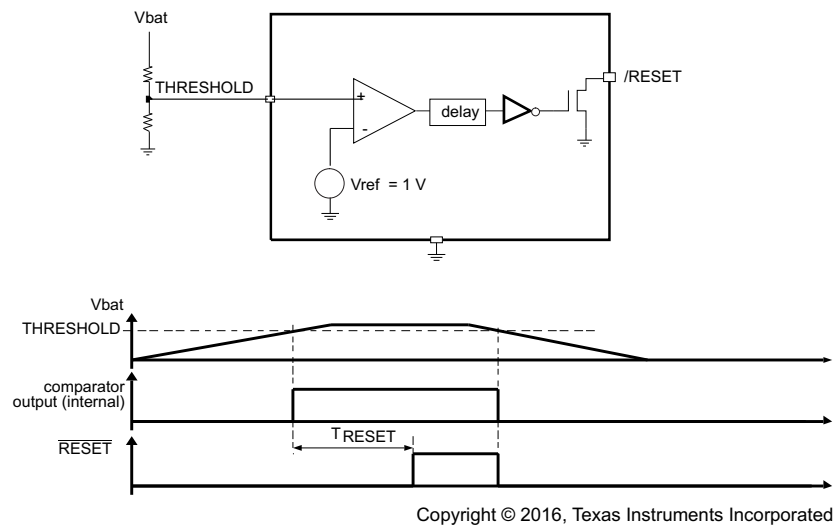 Vbat
THRESHOLD
/RESET
+
delay
-
Vref = 1 V
Vbat
THRESHOLD
comparator
output (internal)
TRESET
RESET
Copyright © 2016, Texas Instruments Incorporated